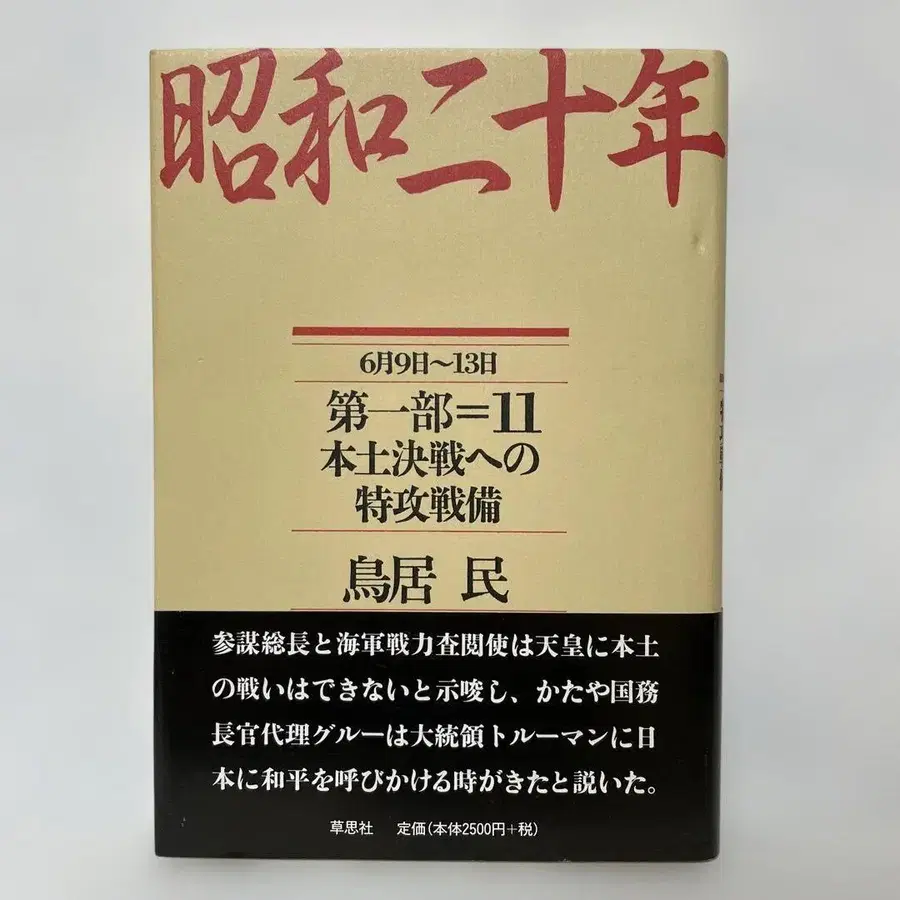 昭和二十年
6月9日〜13日
第一部=11
本土決戦への
特攻戦備
鳥居 民
参謀総長と海軍戦力査閲使は天皇に本土
の戦いはできないと示唆し、かたや国務
長官代理グルーは大統領トルーマンに日
本に和平を呼びかける時がきたと説いた。
草思社 定価(本体2500円+税)